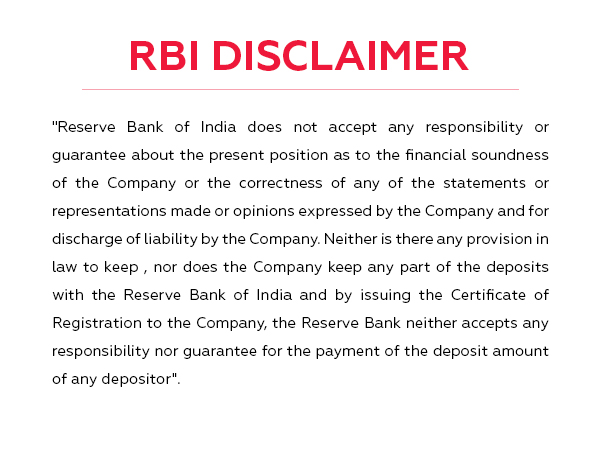 RBI DISCLAIMER
"Reserve Bank of India does not accept any responsibility or
guarantee about the present position as to the financial soundness
of the Company or the correctness of any of the statements or
representations made or opinions expressed by the Company and for
discharge of liability by the Company. Neither is there any provision in
law to keep , nor does the Company keep any part of the deposits
with the Reserve Bank of India and by issuing the Certificate of
Registration to the Company, the Reserve Bank neither accepts any
responsibility nor guarantee for the payment of the deposit amount
of any depositor".